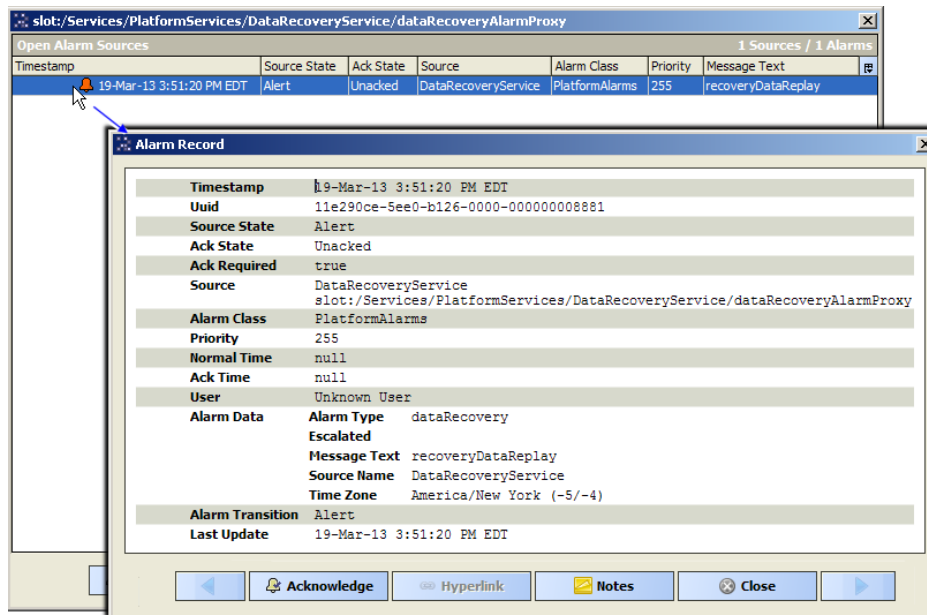 slot:/Services/PlatformServices/DataRecoveryService/dataRecoveryAlarmProxy
Open Alarm Sources 1 Sources / 1 Alarms
Timestamp Source State Ack State Source Alarm Class Priority Message Text
19-Mar-13 3:51:20 PM EDT Alert Unacked DataRecoveryService PlatformAlarms 255 recoveryDataReplay
Alarm Record
Timestamp 19-Mar-13 3:51:20 PM EDT
Uuid 11e290ce-5ee0-b126-0000-000000008881
Source State Alert
Ack State Unacked
Ack Required true
Source DataRecoveryService
slot:/Services/PlatformServices/DataRecoveryService/dataRecoveryAlarmProxy
Alarm Class PlatformAlarms
Priority 255
Normal Time null
Ack Time null
User Unknown User
Alarm Data Alarm Type dataRecovery
Escalated
Message Text recoveryDataReplay
Source Name DataRecoveryService
Time Zone America/New York (-5/-4)
Alarm Transition Alert
Last Update 19-Mar-13 3:51:20 PM EDT
Acknowledge Hyperlink Notes Close